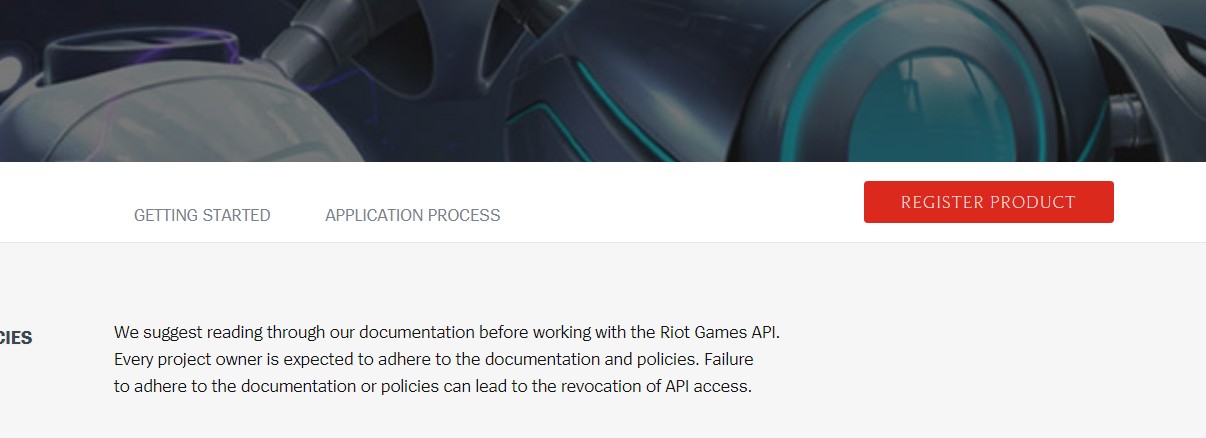 GETTING STARTED
APPLICATION PROCESS
REGISTER PRODUCT
CIES
We suggest reading through our documentation before working with the Riot Games API.
Every project owner is expected to adhere to the documentation and policies. Failure
to adhere to the documentation or policies can lead to the revocation of API access.